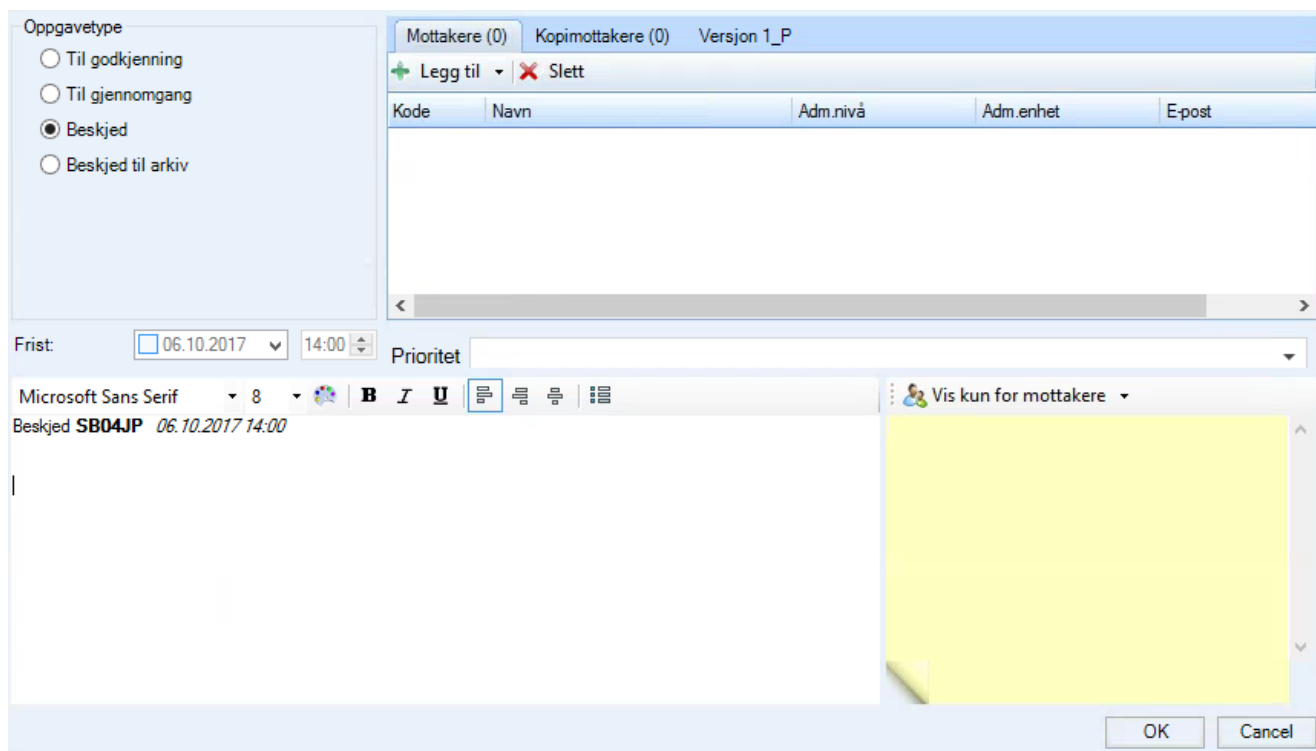 Oppgavetype
Til godkjenning
Til gjennomgang
Beskjed
Beskjed til arkiv
Mottakere (0) Kopimottakere (0) Versjon 1_P
Legg til Slett
Kode Navn Adm.nivå Adm.enhet E-post
Frist: 06.10.2017 14:00 Prioritet
Microsoft Sans Serif 8 B I U Vis kun for mottakere
Beskjed SB04JP 06.10.2017 14:00
OK Cancel